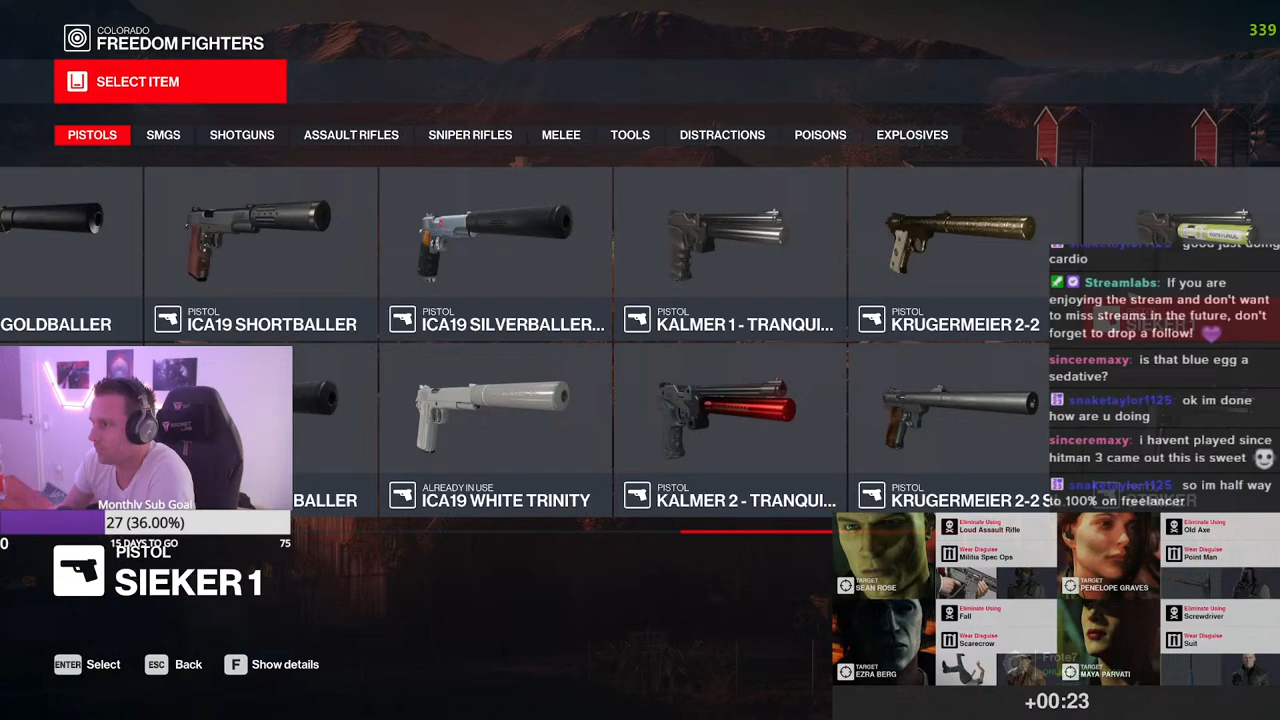 COLORADO
FREEDOM FIGHTERS
339
SELECT ITEM
PISTOLS
SMGS
SHOTGUNS
ASSAULT RIFLES
SNIPER RIFLES
MELEE
TOOLS
DISTRACTIONS
POISONS
EXPLOSIVES
GOLDBALLER
PISTOL
ICA19 SHORTBALLER
PISTOL
ICA19 SILVERBALLER...
PISTOL
KALMER 1 - TRANQUI...
PISTOL
KRUGERMEIER 2-2
snaketaylor1125: good just doing
cardio
Streamlabs: If you are
enjoying the stream and don't want
to miss streams in the future, don't
forget to drop a follow!
sinceremaxy: is that blue egg a
sedative?
snaketaylor1125: ok im done
how are u doing
sinceremaxy: i havent played since
hitman 3 came out this is sweet
snaketaylor1125: so im half way
to 100% on freelancer
BALLER
ALREADY IN USE
ICA19 WHITE TRINITY
KALMER 2 - TRANQUI...
KRUGERMEIER 2-2 S
SECRET LAB
Monthly Sub Goal
27 (36.00%)
0
15 DAYS TO GO
75
PISTOL
SIEKER 1
ENTER Select
ESC Back
F Show details
Eliminate Using
Loud Assault Rifle
Wear Disguise
Militia Spec Ops
TARGET
SEAN ROSE
Eliminate Using
Old Axe
Wear Disguise
Point Man
TARGET
PENELOPE GRAVES
Eliminate Using
Fall
Wear Disguise
Scarecrow
TARGET
EZRA BERG
Eliminate Using
Screwdriver
Wear Disguise
Suit
Frote7
TARGET
MAYA PARVATI
+00:23